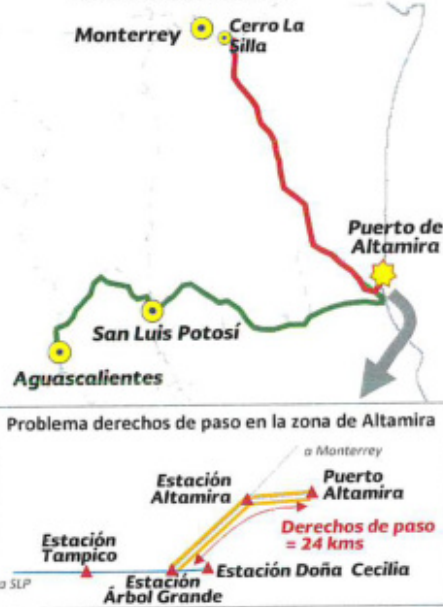 Monterrey
Cerro La
Silla
Puerto de
Altamira
San Luis Potosí
Aguascalientes
Problema derechos de paso en la zona de Altamira
a Monterrey
Estación
Altamira
Puerto
Altamira
Derechos de paso
= 24 kms
Estación
Tampico
a SLP
Estación
Árbol Grande
Estación Doña Cecilia